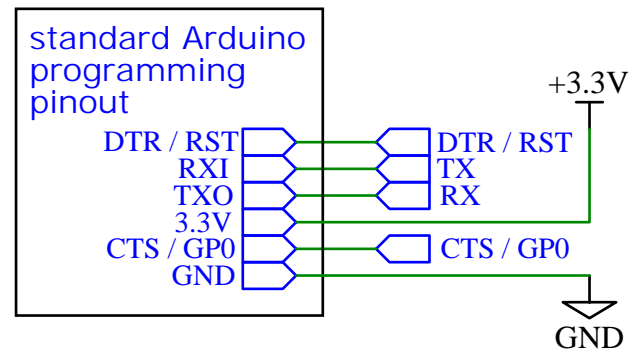 standard Arduino
programming
pinout
+3.3V
DTR / RST DTR / RST
RXI TX
TXO RX
3.3V
CTS / GP0 CTS / GP0
GND
GND